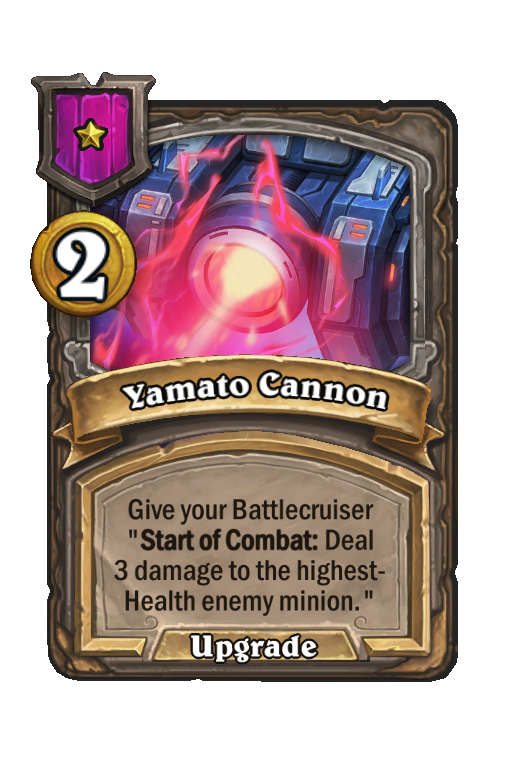 2
Yamato Cannon
Give your Battlecruiser
"Start of Combat: Deal
3 damage to the highest-
Health enemy minion."
Upgrade